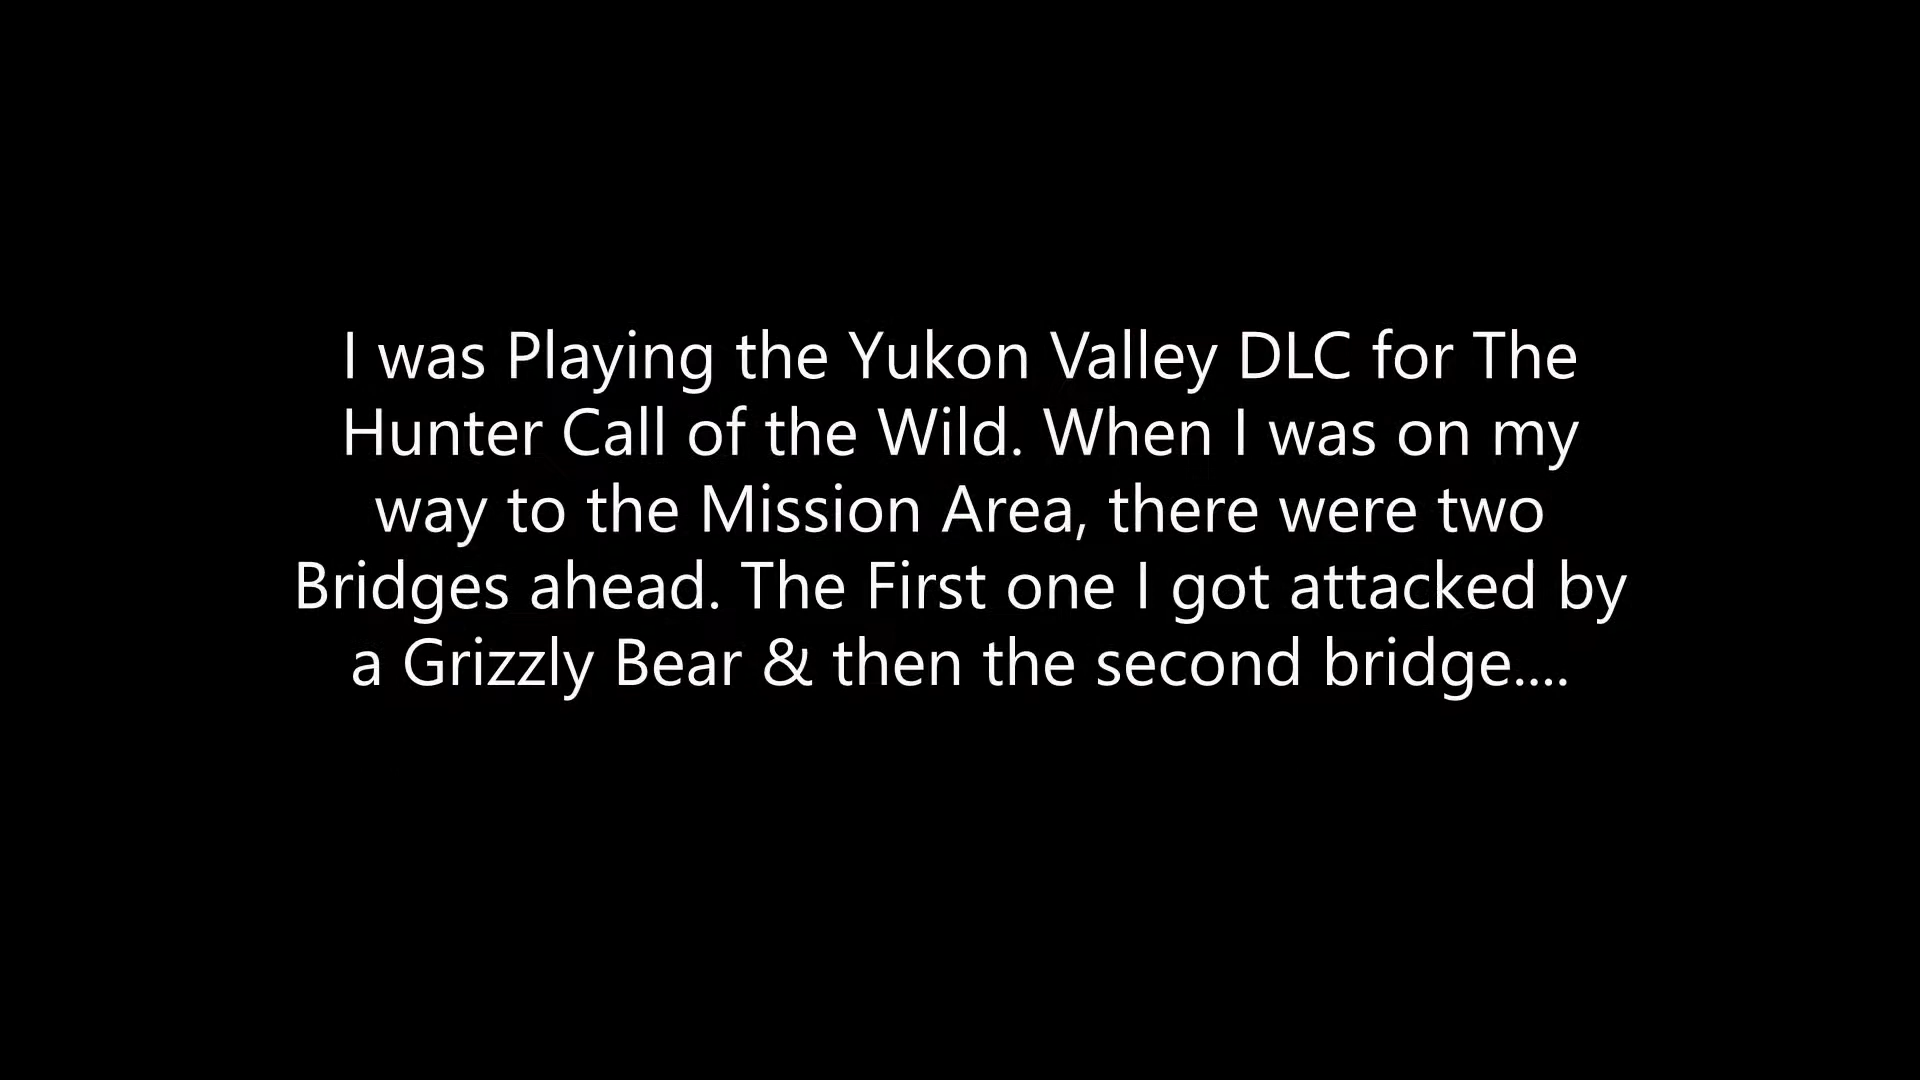 I was Playing the Yukon Valley DLC for The
Hunter Call of the Wild. When I was on my
way to the Mission Area, there were two
Bridges ahead. The First one I got attacked by
a Grizzly Bear & then the second bridge....